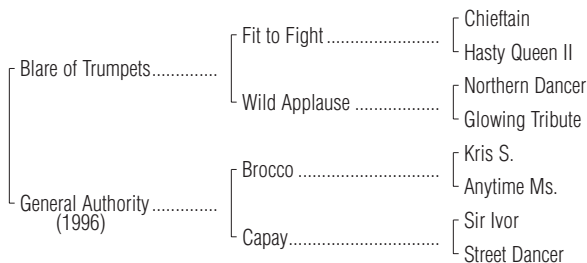 Chieftain
Fit to Fight
Hasty Queen II
Blare of Trumpets
Northern Dancer
Wild Applause
Glowing Tribute
Kris S.
Brocco
Anytime Ms.
General Authority
(1996)
Sir Ivor
Capay
Street Dancer